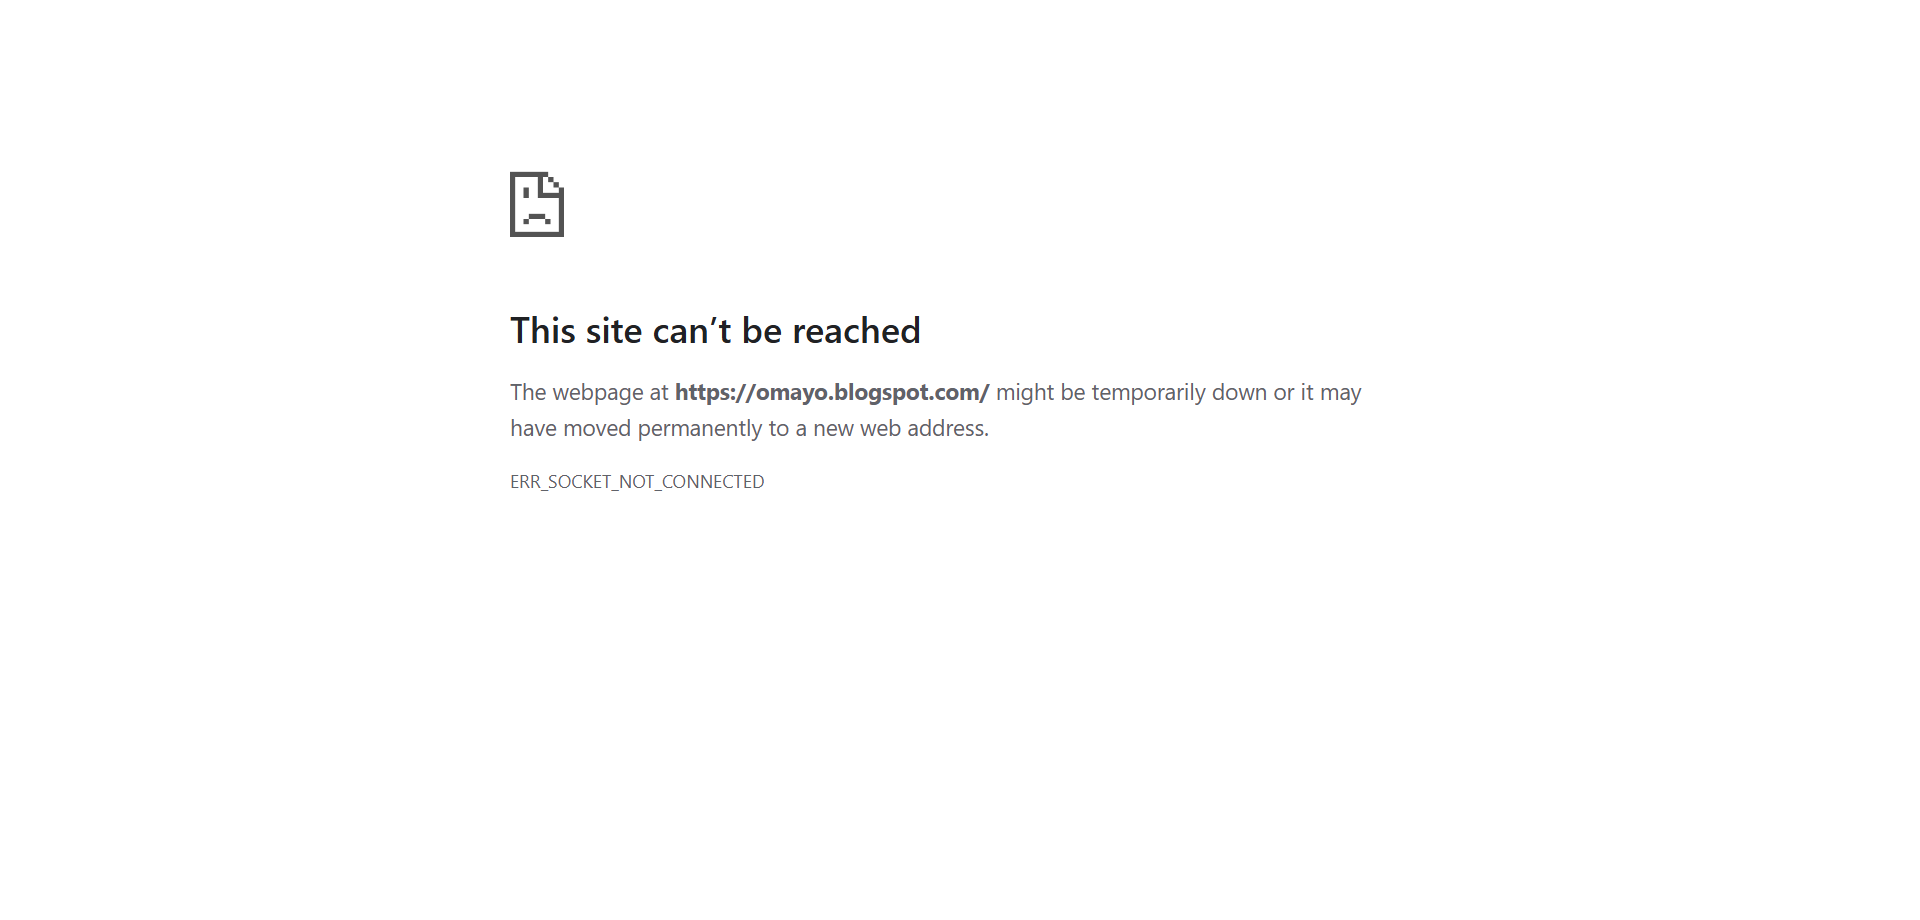 This site can’t be reached
The webpage at https://omayo.blogspot.com/ might be temporarily down or it may
have moved permanently to a new web address.
ERR_SOCKET_NOT_CONNECTED